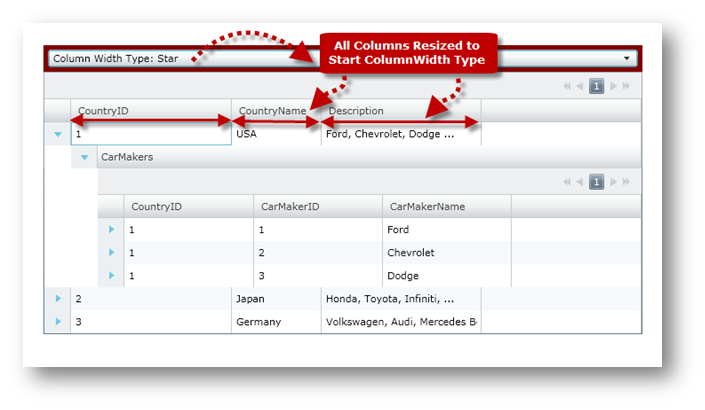 Column Width Type: Star
All Columns Resized to
Start ColumnWidth Type
1
CountryID CountryName Description
1 USA Ford, Chevrolet, Dodge ...
CarMakers
1
CountryID CarMakerID CarMakerName
1 1 Ford
1 2 Chevrolet
1 3 Dodge
2 Japan Honda, Toyota, Infiniti, ...
3 Germany Volkswagen, Audi, Mercedes B